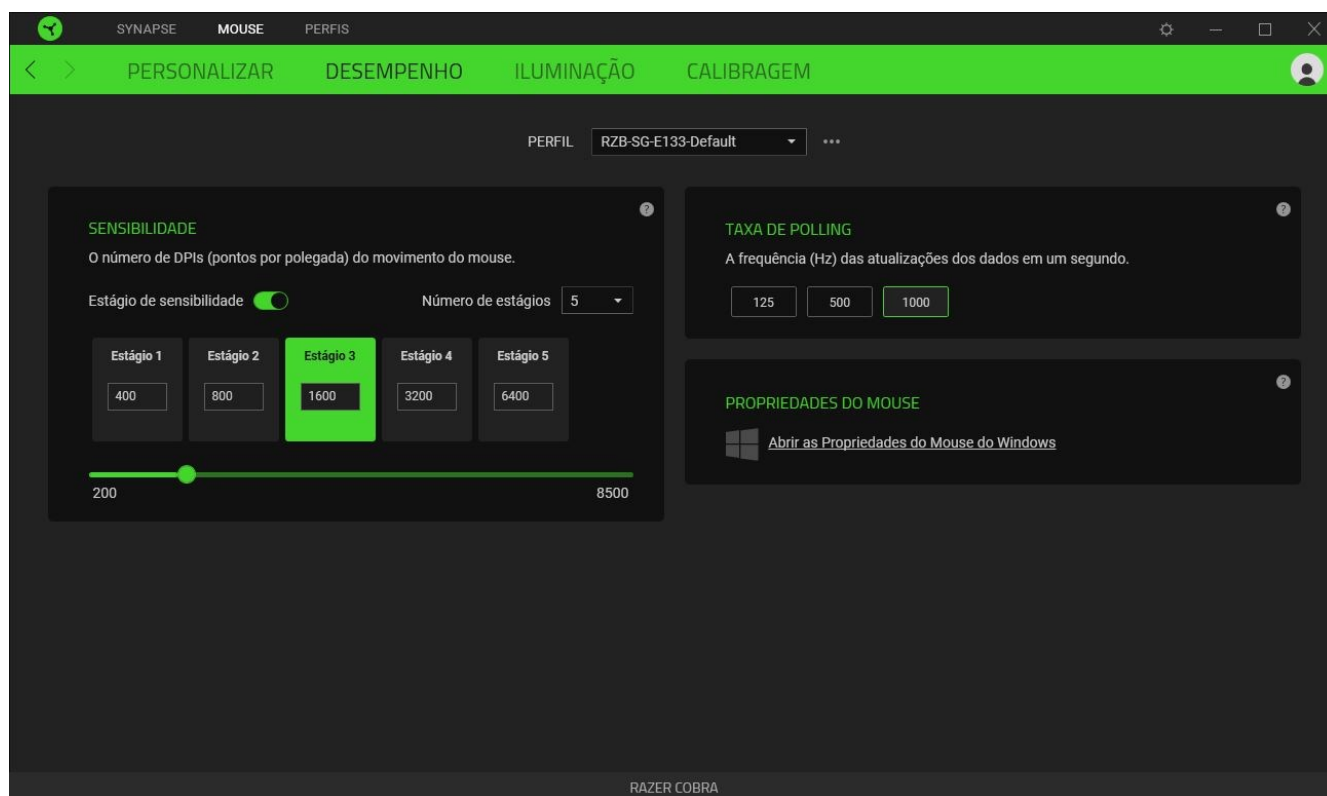 SYNAPSE MOUSE PERFIS
PERSONALIZAR DESEMPENHO ILUMINAÇÃO CALIBRAGEM
PERFIL RZB-SG-E133-Default
SENSIBILIDADE
O número de DPIs (pontos por polegada) do movimento do mouse.
Estágio de sensibilidade Número de estágios 5
Estágio 1 Estágio 2 Estágio 3 Estágio 4 Estágio 5
400 800 1600 3200 6400
200 8500
TAXA DE POLLING
A frequência (Hz) das atualizações dos dados em um segundo.
125 500 1000
PROPRIEDADES DO MOUSE
Abrir as Propriedades do Mouse do Windows
RAZER COBRA